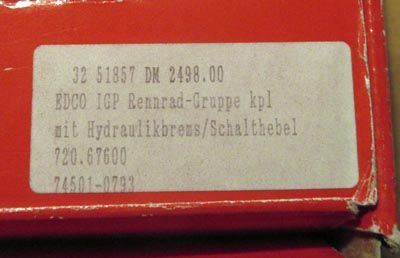 32 51857 DM 2498.00
EDCO IGP Rennrad-Gruppe kpl
mit Hydraulikbrems/Schalthebel
720.67600
74501-0793